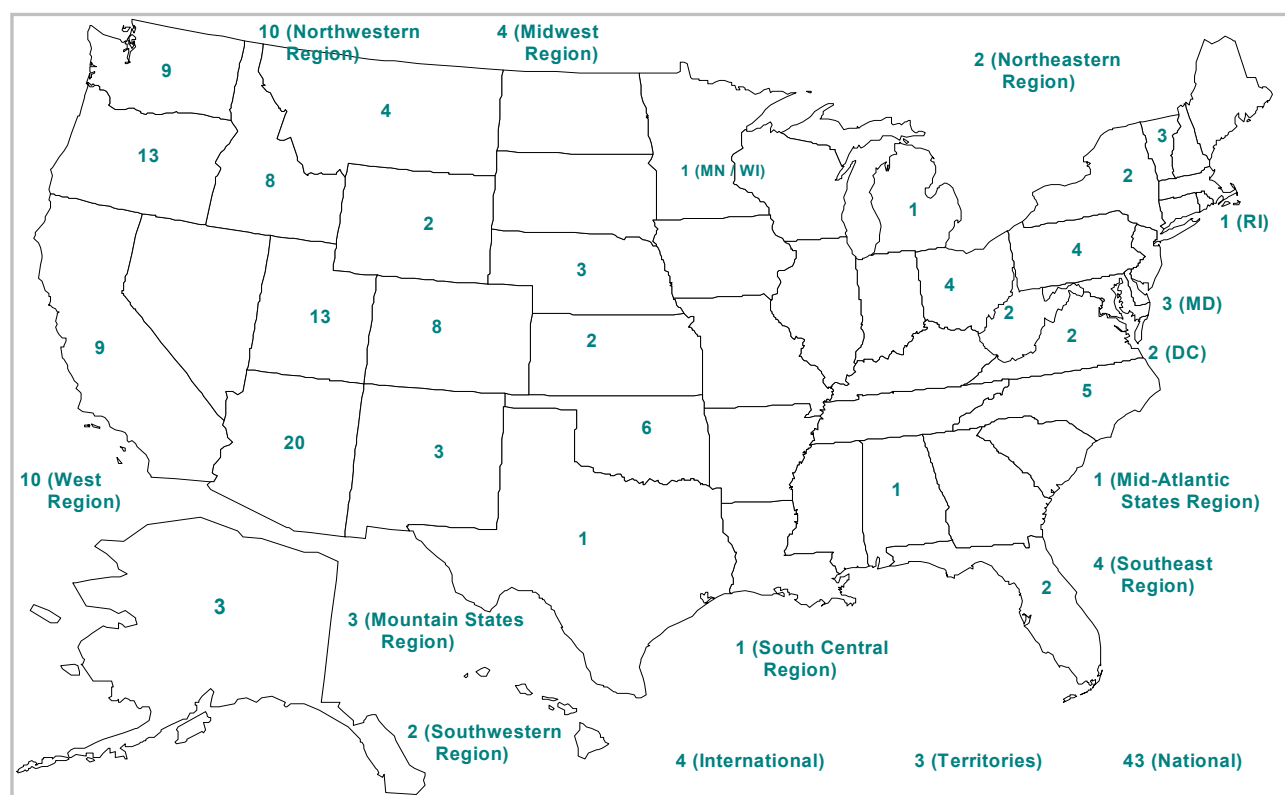 10 (Northwestern
Region)
4 (Midwest
Region)
2 (Northeastern
Region)
9
4
13
8
1 (MN / WI)
1
3
2
1 (RI)
2
3
4
4
3 (MD)
9
13
8
2
2
2
2 (DC)
20
3
6
5
10 (West
Region)
1
1
1 (Mid-Atlantic
States Region)
3
2
4 (Southeast
Region)
3 (Mountain States
Region)
1 (South Central
Region)
2 (Southwestern
Region)
4 (International)
3 (Territories)
43 (National)